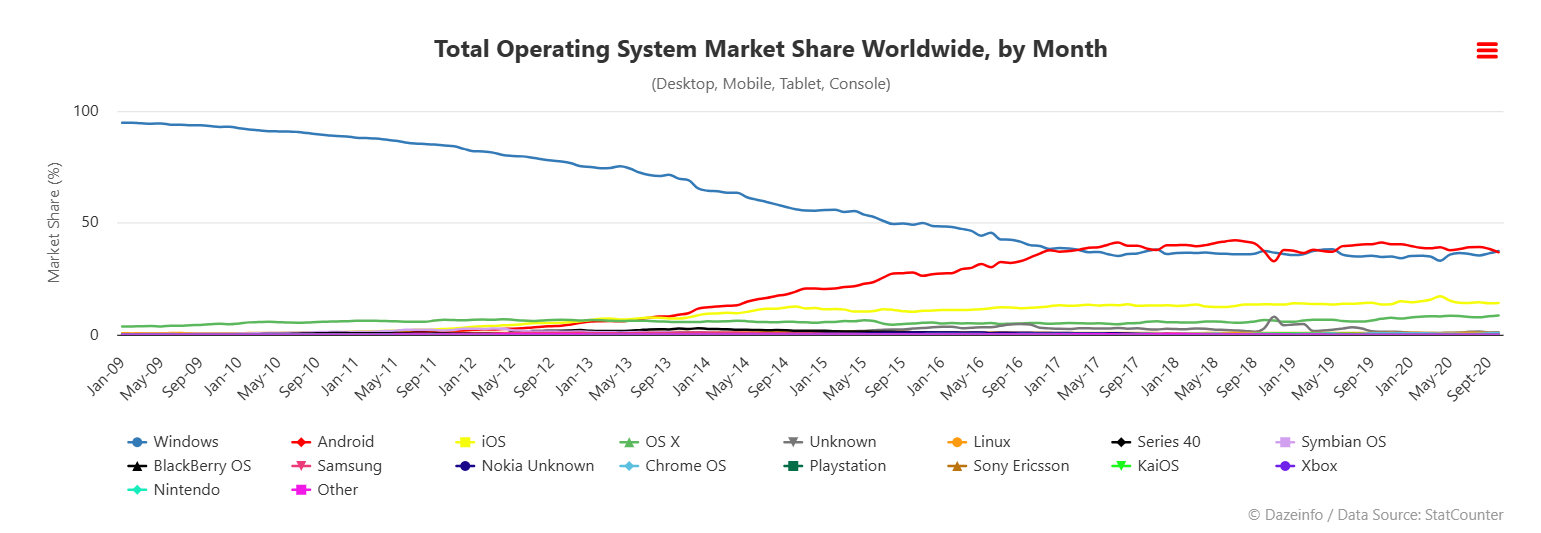 Total Operating System Market Share Worldwide, by Month
(Desktop, Mobile, Tablet, Console)
100
50
0
Market Share (%)
Jan-09 May-09 Sep-09 Jan-10 May-10 Sep-10 Jan-11 May-11 Sep-11 Jan-12 May-12 Sep-12 Jan-13 May-13 Sep-13 Jan-14 May-14 Sep-14 Jan-15 May-15 Sep-15 Jan-16 May-16 Sep-16 Jan-17 May-17 Sep-17 Jan-18 May-18 Sep-18 Jan-19 May-19 Sep-19 Jan-20 May-20 Sept-20
Windows Android iOS OS X Unknown Linux Series 40 Symbian OS
BlackBerry OS Samsung Nokia Unknown Chrome OS Playstation Sony Ericsson KaiOS Xbox
Nintendo Other
© Dazeinfo / Data Source: StatCounter